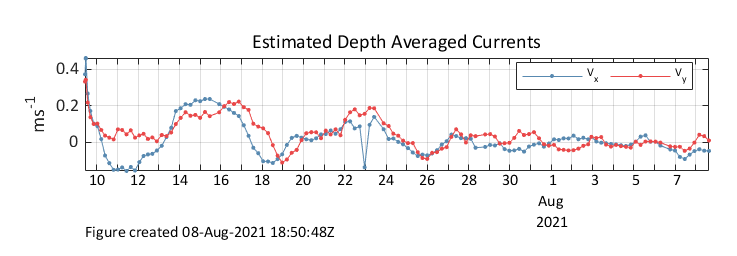 Estimated Depth Averaged Currents
Vx Vy
0.4
0.2
0
ms-1
10 12 14 16 18 20 22 24 26 28 30 1 3 5 7
Aug
2021
Figure created 08-Aug-2021 18:50:48Z